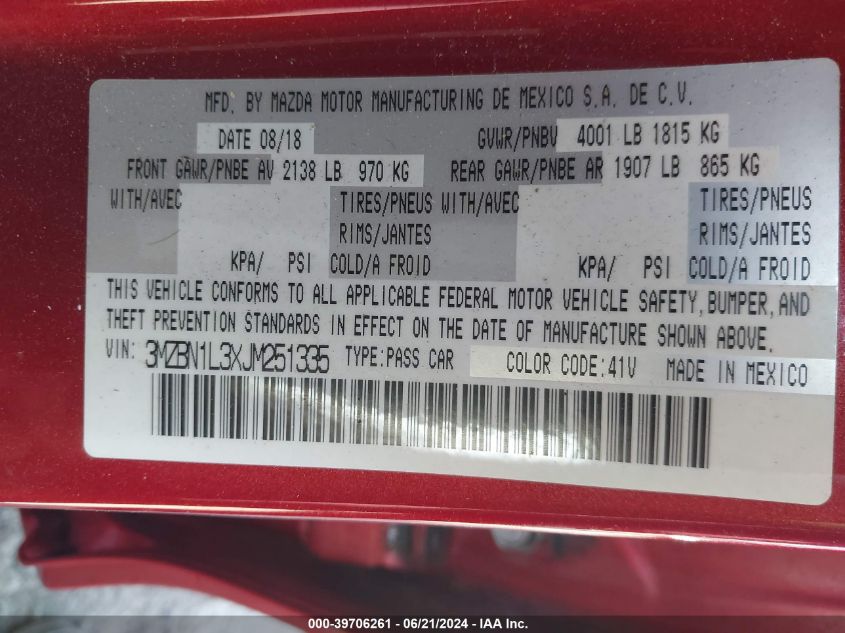 MFD. BY MAZDA MOTOR MANUFACTURING DE MEXICO S.A. DE C.V.
DATE 08/18 GVWR/PNBV 4001 LB 1815 KG
FRONT GAWR/PNBE AV 2138 LB 970 KG REAR GAWR/PNBE AR 1907 LB 865 KG
WITH/AVEC TIRES/PNEUS WITH/AVEC TIRES/PNEUS
RIMS/JANTES RIMS/JANTES
KPA/ PSI COLD/A FROID KPA/ PSI COLD/A FROID
THIS VEHICLE CONFORMS TO ALL APPLICABLE FEDERAL MOTOR VEHICLE SAFETY, BUMPER, AND
THEFT PREVENTION STANDARDS IN EFFECT ON THE DATE OF MANUFACTURE SHOWN ABOVE.
VIN: 3MZBN1L3XJM251335 TYPE:PASS CAR COLOR CODE:41V MADE IN MEXICO
000-39706261 - 06/21/2024 - IAA Inc.